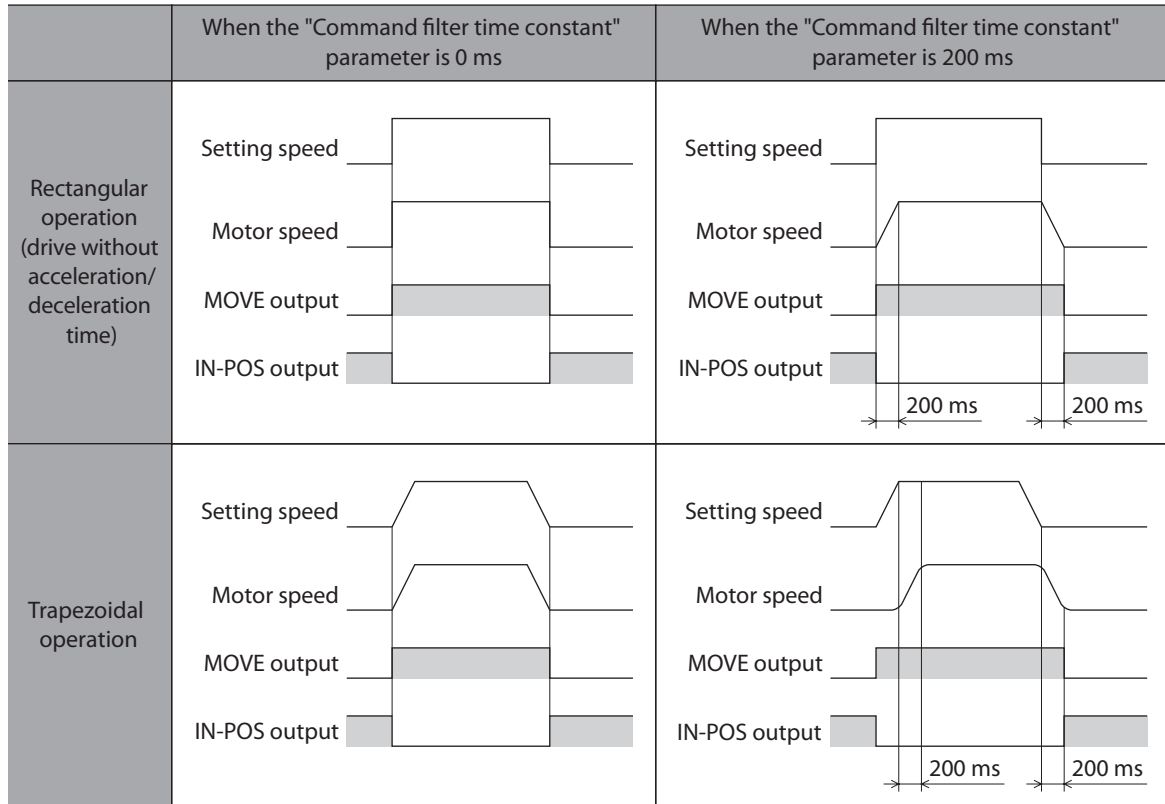 When the "Command filter time constant"
parameter is 0 ms
When the "Command filter time constant"
parameter is 200 ms
Rectangular
operation
(drive without
acceleration/
deceleration
time)
Setting speed
Motor speed
MOVE output
IN-POS output
Setting speed
Motor speed
MOVE output
IN-POS output
200 ms
200 ms
Trapezoidal
operation
Setting speed
Motor speed
MOVE output
IN-POS output
Setting speed
Motor speed
MOVE output
IN-POS output
200 ms
200 ms